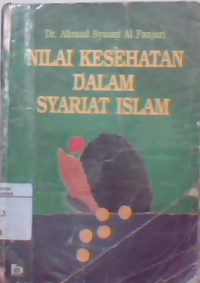 Dr. Ahmad Syauqi Al Fanjari
NILAI KESEHATAN
DALAM
SYARIAT ISLAM